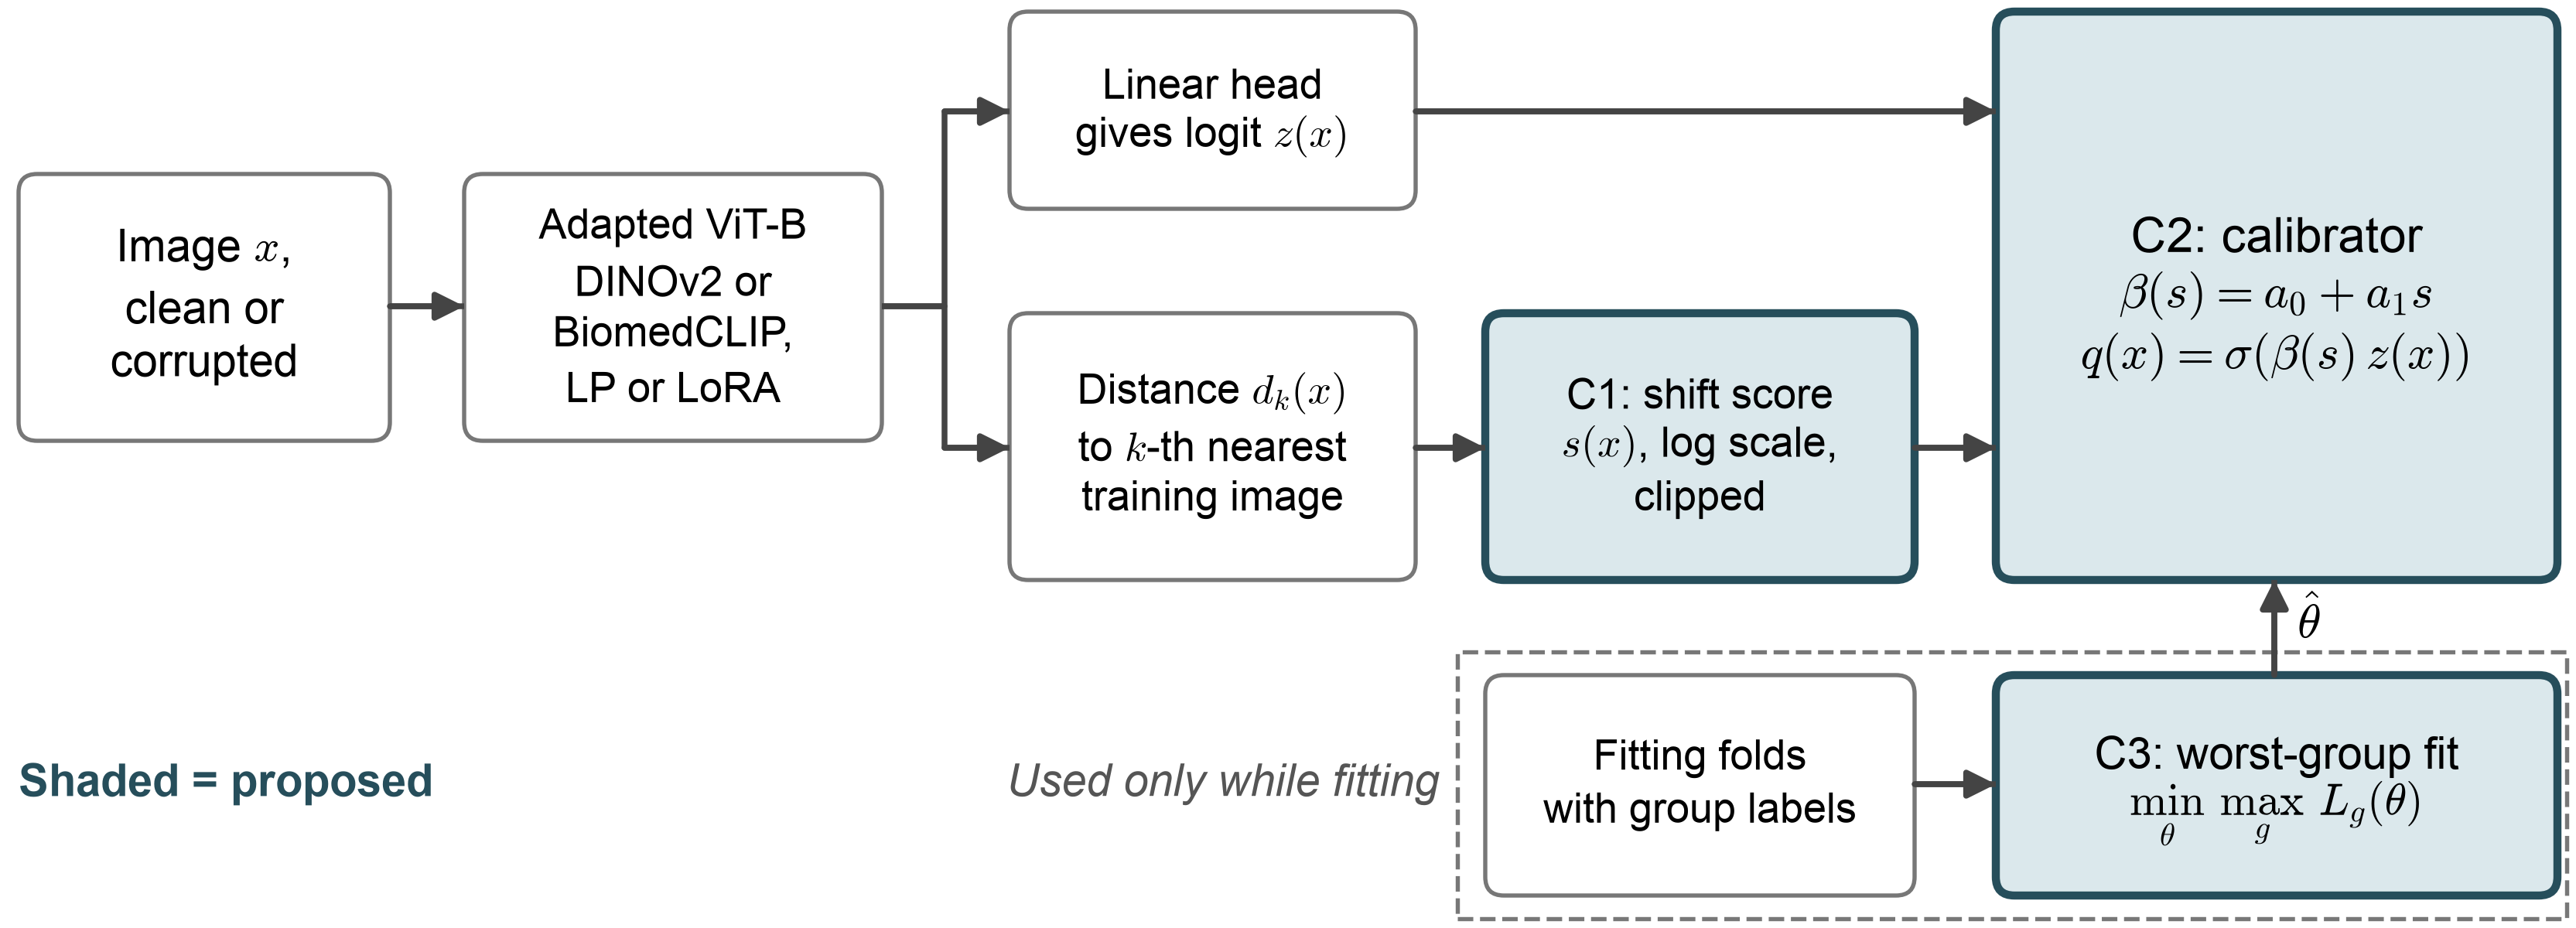 Image x,
clean or
corrupted
Adapted ViT-B
DINOv2 or
BiomedCLIP,
LP or LoRA
Linear head
gives logit z(x)
Distance d_k(x)
to k-th nearest
training image
C1: shift score
s(x), log scale,
clipped
C2: calibrator
β(s) = a_0 + a_1 s
q(x) = σ(β(s) z(x))
θ̂
Shaded = proposed
Used only while fitting
Fitting folds
with group labels
C3: worst-group fit
min_θ max_g L_g(θ)